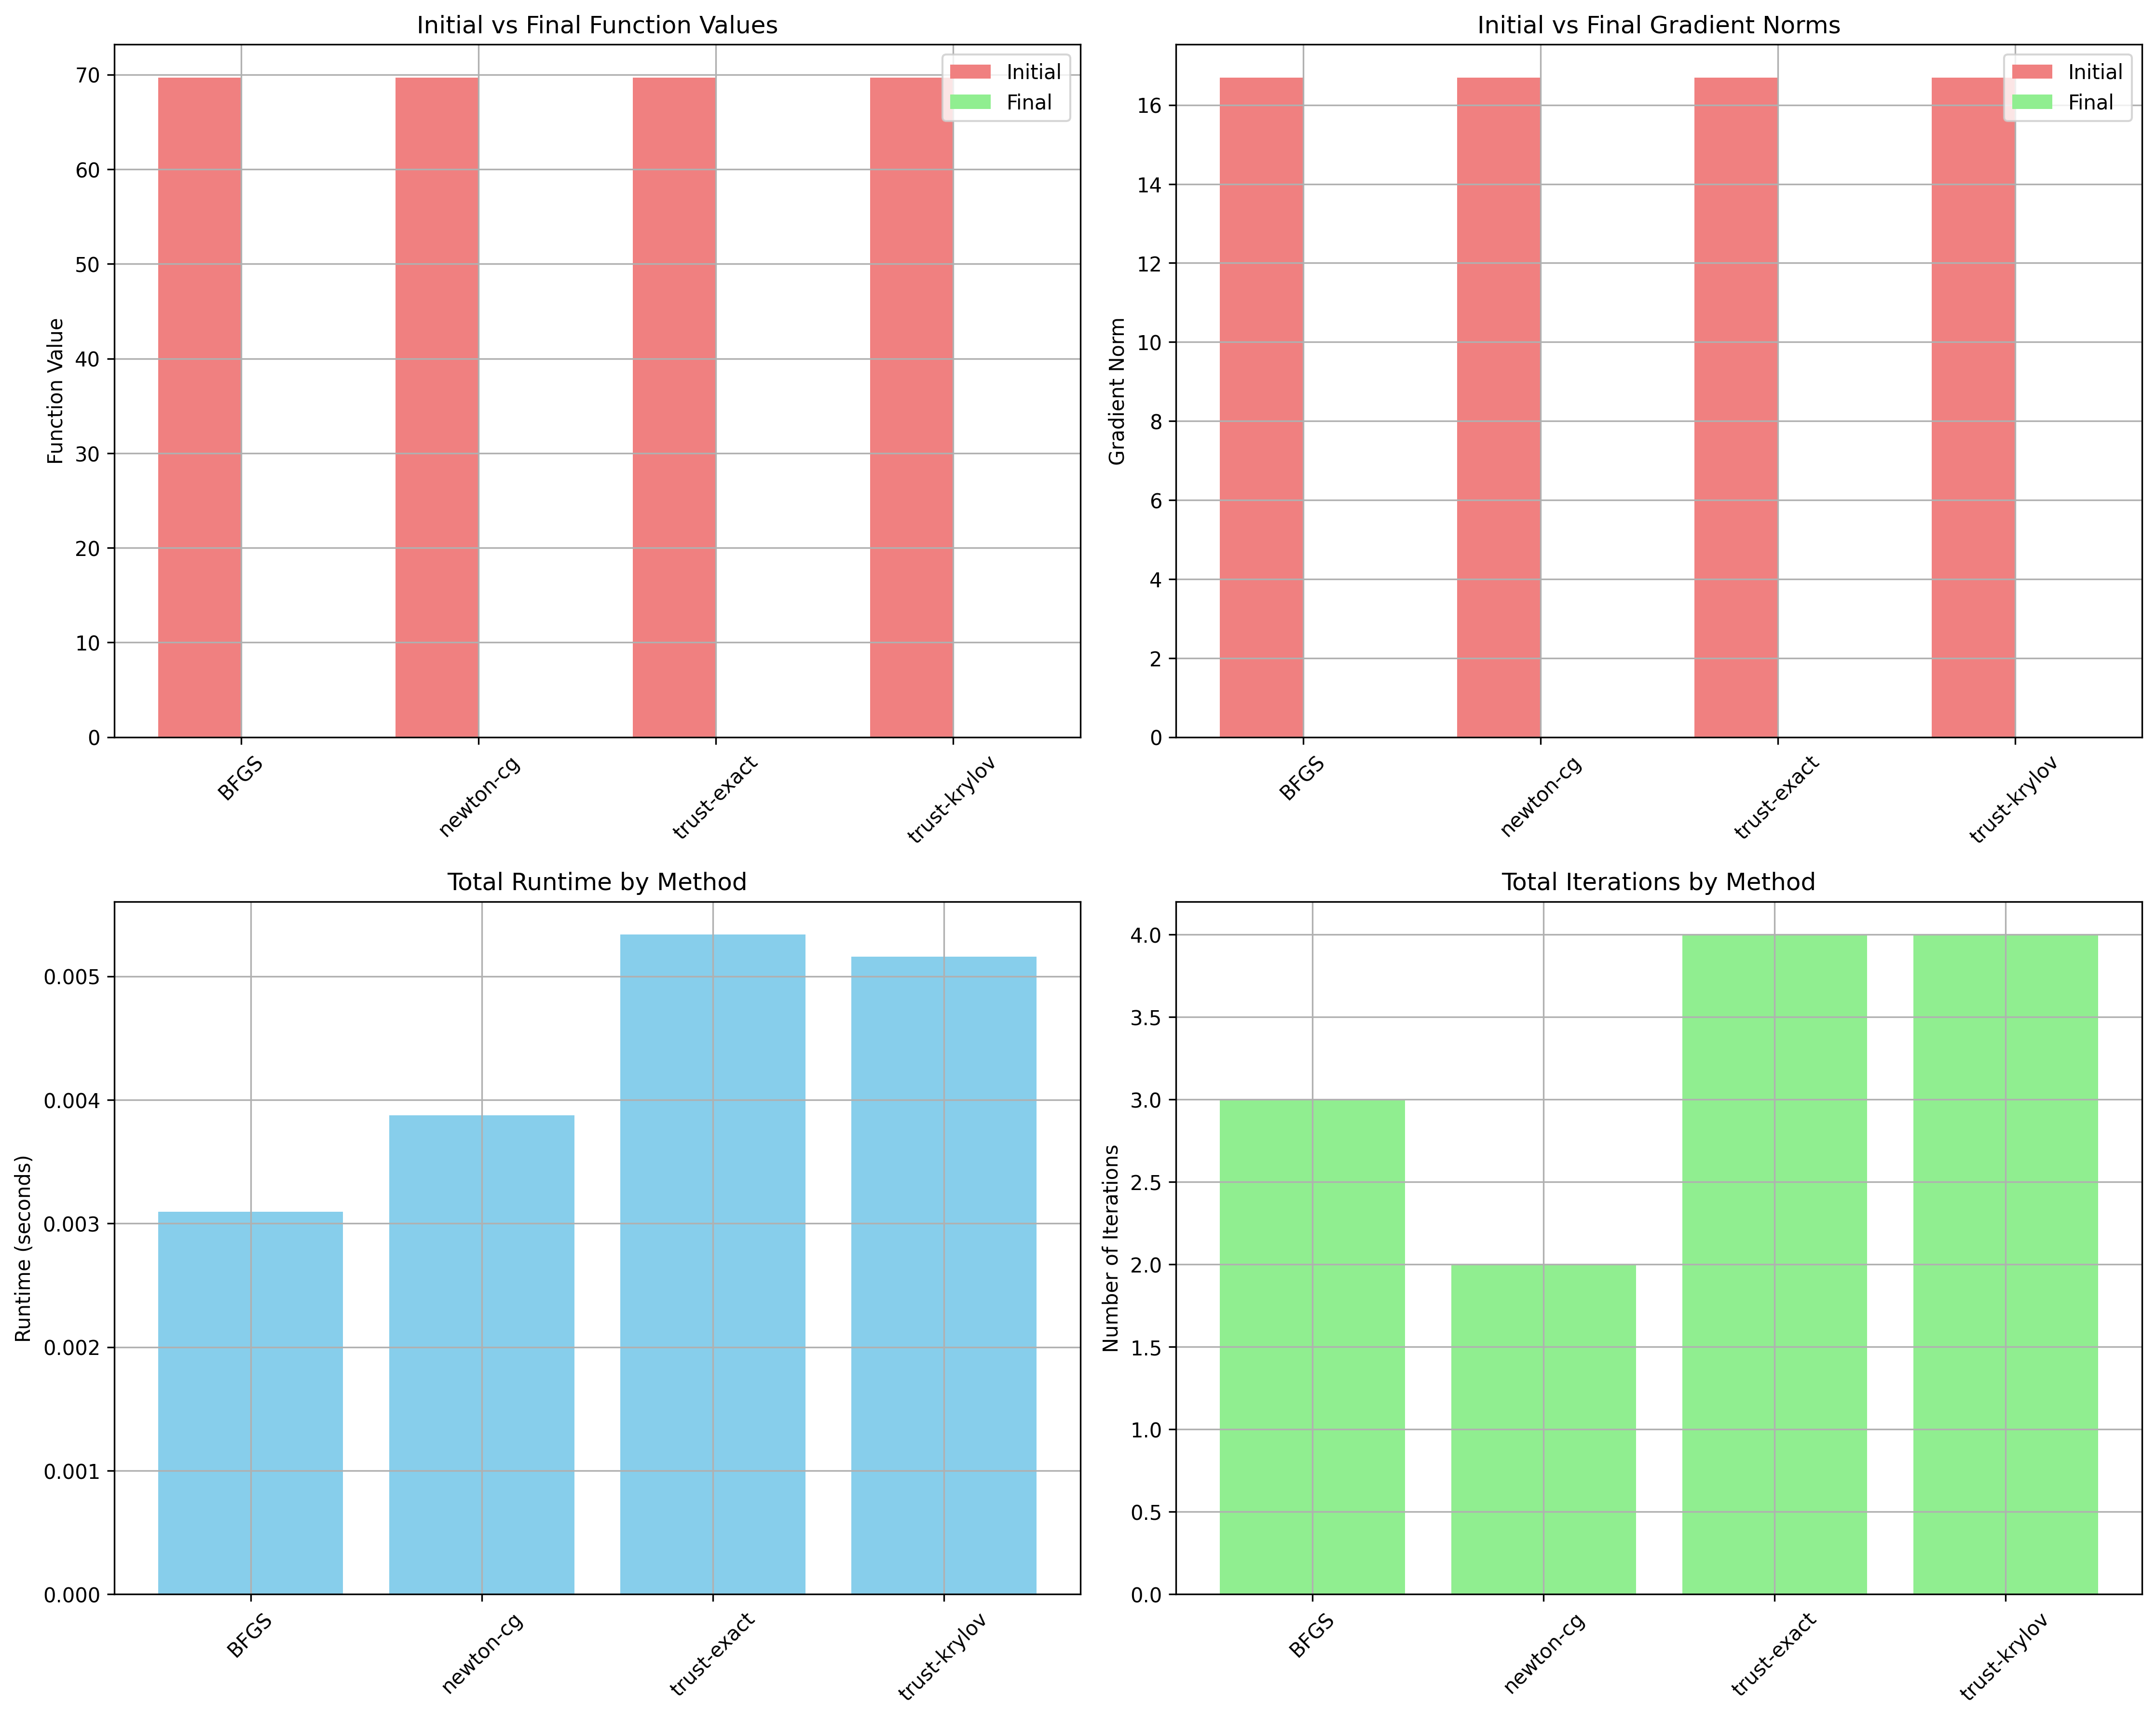 Initial vs Final Function Values
Function Value
70
60
50
40
30
20
10
0
Initial
Final
BFGS
newton-cg
trust-exact
trust-krylov
Initial vs Final Gradient Norms
Gradient Norm
16
14
12
10
8
6
4
2
0
Initial
Final
BFGS
newton-cg
trust-exact
trust-krylov
Total Runtime by Method
Runtime (seconds)
0.005
0.004
0.003
0.002
0.001
0.000
BFGS
newton-cg
trust-exact
trust-krylov
Total Iterations by Method
Number of Iterations
4.0
3.5
3.0
2.5
2.0
1.5
1.0
0.5
0.0
BFGS
newton-cg
trust-exact
trust-krylov